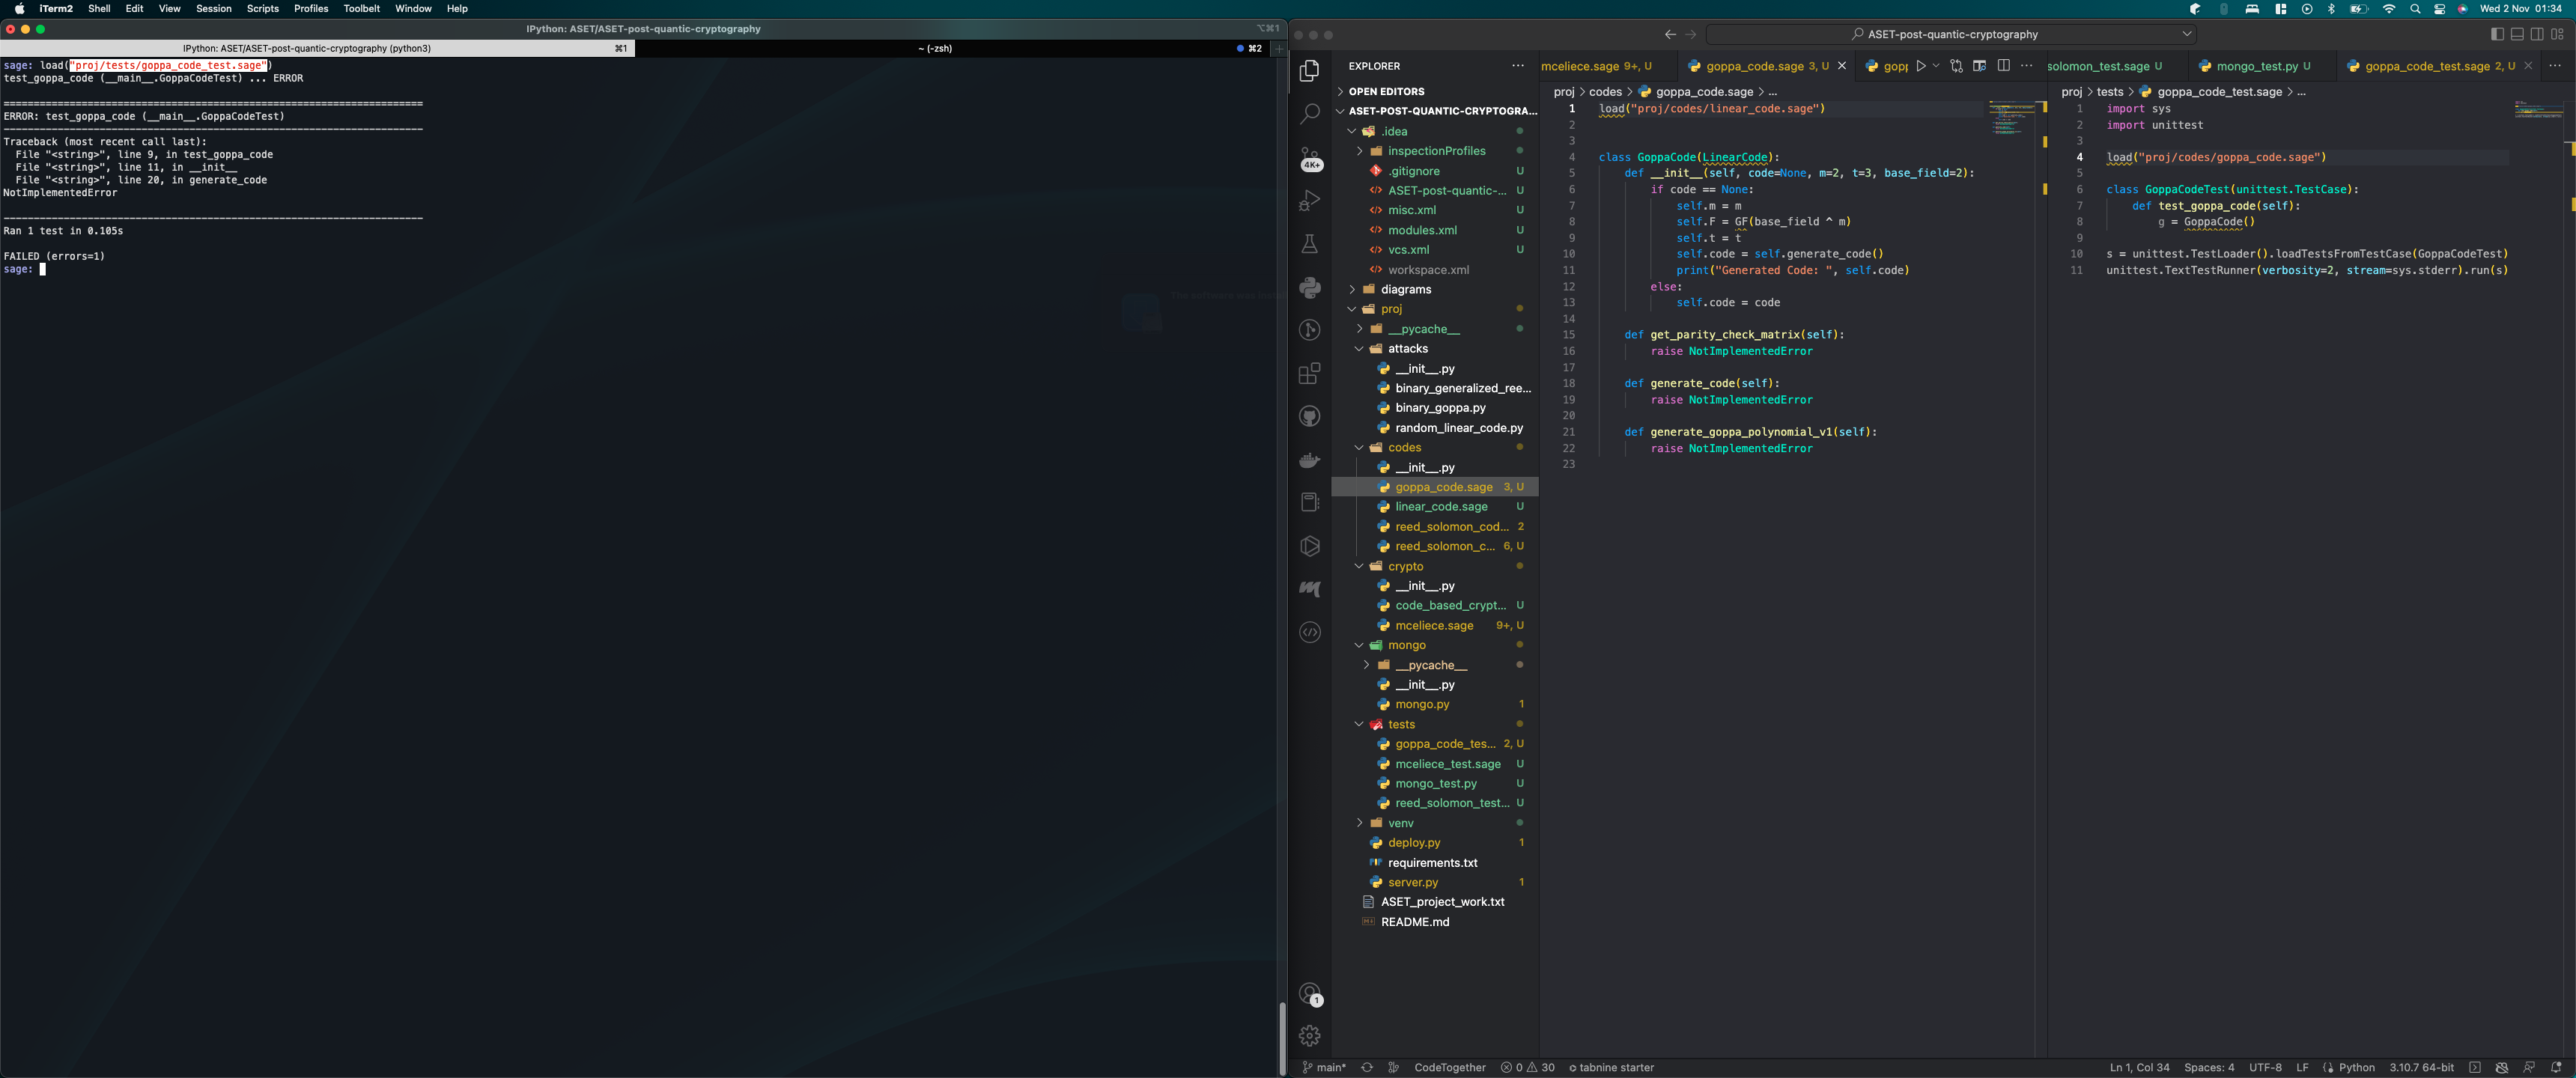 iTerm2 Shell Edit View Session Scripts Profiles Toolbelt Window Help
Wed 2 Nov 01:34
IPython: ASET/ASET-post-quantic-cryptography
⌥⌘1
IPython: ASET/ASET-post-quantic-cryptography (python3) ⌘1
~ (-zsh) ⌘2
sage: load("proj/tests/goppa_code_test.sage")
test_goppa_code (__main__.GoppaCodeTest) ... ERROR
======================================================================
ERROR: test_goppa_code (__main__.GoppaCodeTest)
----------------------------------------------------------------------
Traceback (most recent call last):
  File "<string>", line 9, in test_goppa_code
  File "<string>", line 11, in __init__
  File "<string>", line 20, in generate_code
NotImplementedError
----------------------------------------------------------------------
Ran 1 test in 0.105s
FAILED (errors=1)
sage:
ASET-post-quantic-cryptography
EXPLORER
OPEN EDITORS
ASET-POST-QUANTIC-CRYPTOGRA...
.idea
inspectionProfiles
.gitignore U
ASET-post-quantic-... U
misc.xml U
modules.xml U
vcs.xml U
workspace.xml
diagrams
proj
__pycache__
attacks
__init__.py
binary_generalized_ree...
binary_goppa.py
random_linear_code.py
codes
__init__.py
goppa_code.sage 3, U
linear_code.sage U
reed_solomon_cod... 2
reed_solomon_c... 6, U
crypto
__init__.py
code_based_crypt... U
mceliece.sage 9+, U
mongo
__pycache__
__init__.py
mongo.py 1
tests
goppa_code_tes... 2, U
mceliece_test.sage U
mongo_test.py U
reed_solomon_test... U
venv
deploy.py 1
requirements.txt
server.py 1
ASET_project_work.txt
README.md
4K+
1
mceliece.sage 9+, U
goppa_code.sage 3, U
gopp
proj > codes > goppa_code.sage > ...
1 load("proj/codes/linear_code.sage")
2
3
4 class GoppaCode(LinearCode):
5     def __init__(self, code=None, m=2, t=3, base_field=2):
6         if code == None:
7             self.m = m
8             self.F = GF(base_field ^ m)
9             self.t = t
10             self.code = self.generate_code()
11             print("Generated Code: ", self.code)
12         else:
13             self.code = code
14
15     def get_parity_check_matrix(self):
16         raise NotImplementedError
17
18     def generate_code(self):
19         raise NotImplementedError
20
21     def generate_goppa_polynomial_v1(self):
22         raise NotImplementedError
23
solomon_test.sage U
mongo_test.py U
goppa_code_test.sage 2, U
proj > tests > goppa_code_test.sage > ...
1 import sys
2 import unittest
3
4 load("proj/codes/goppa_code.sage")
5
6 class GoppaCodeTest(unittest.TestCase):
7     def test_goppa_code(self):
8         g = GoppaCode()
9
10 s = unittest.TestLoader().loadTestsFromTestCase(GoppaCodeTest)
11 unittest.TextTestRunner(verbosity=2, stream=sys.stderr).run(s)
main* CodeTogether 0 30 tabnine starter
Ln 1, Col 34 Spaces: 4 UTF-8 LF Python 3.10.7 64-bit